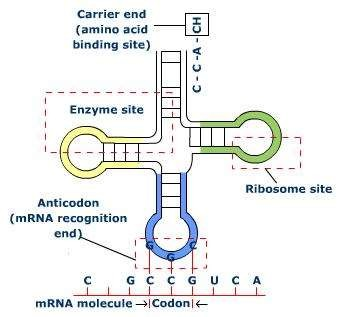 Carrier end
(amino acid
binding site)
CH
C - C - A -
Enzyme site
Ribosome site
Anticodon
(mRNA recognition
end)
G G C
C G C C G U C A
mRNA molecule Codon